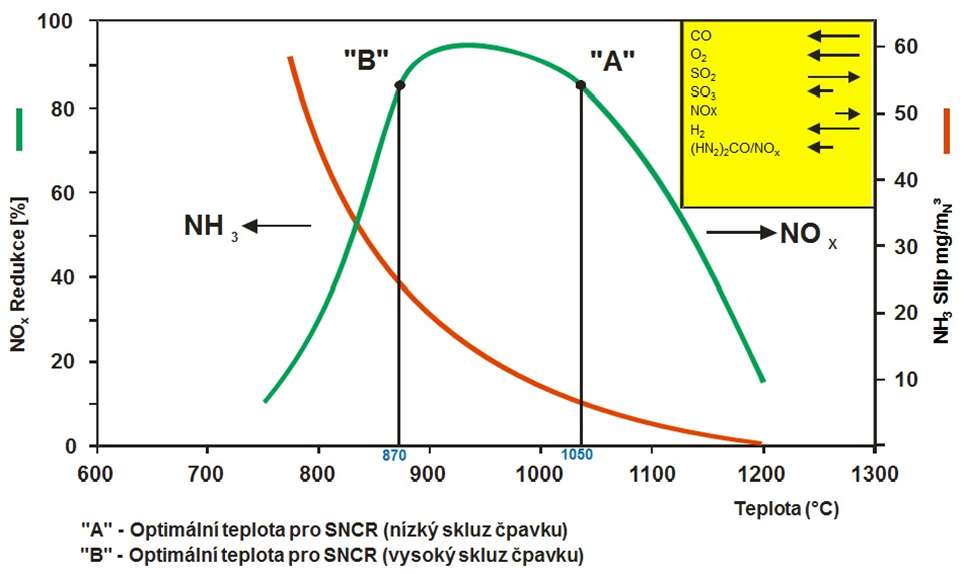 100
80
60
40
20
0
NOx Redukce [%]
600
700
800
900
1000
1100
1200
1300
870
1050
Teplota (°C)
60
50
40
30
20
10
NH3 Slip mg/mN³
"B"
"A"
NH3
NOx
CO
O2
SO2
SO3
NOX
H2
(HN2)2CO/NOx
"A" - Optimální teplota pro SNCR (nízký skluz čpavku)
"B" - Optimální teplota pro SNCR (vysoký skluz čpavku)